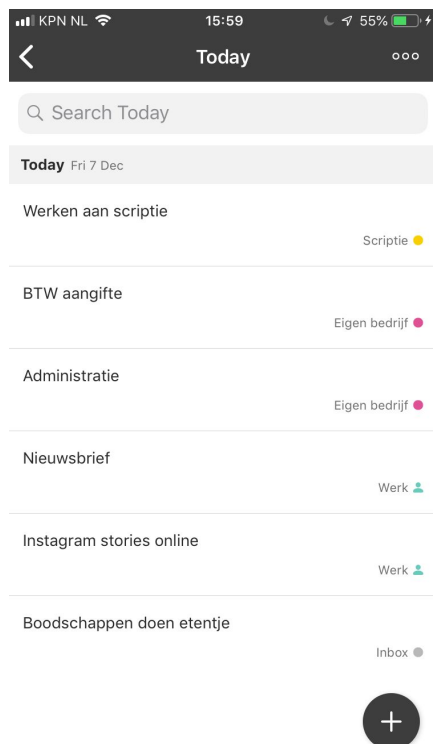 KPN NL 15:59 55%
Today
Search Today
Today Fri 7 Dec
Werken aan scriptie
Scriptie
BTW aangifte
Eigen bedrijf
Administratie
Eigen bedrijf
Nieuwsbrief
Werk
Instagram stories online
Werk
Boodschappen doen etentje
Inbox